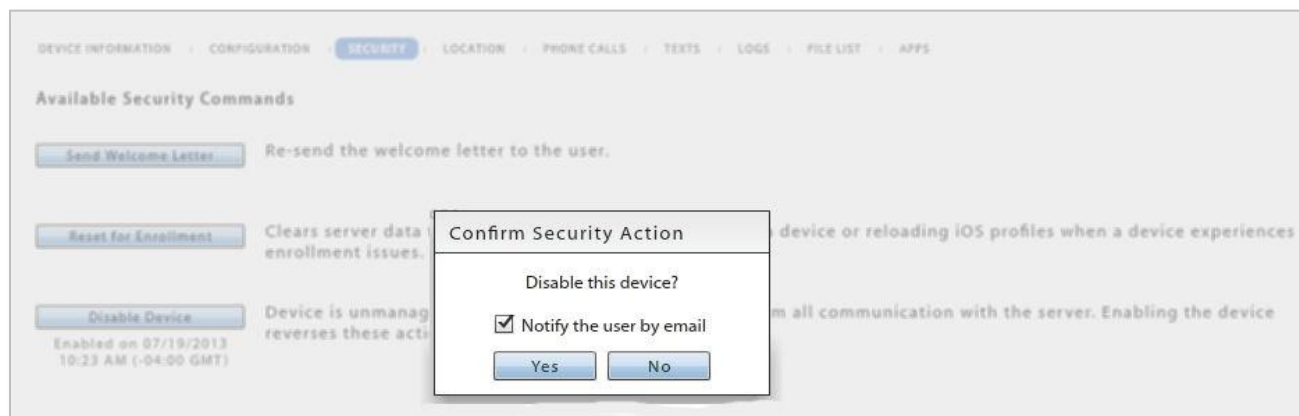 DEVICE INFORMATION CONFIGURATION SECURITY LOCATION PHONE CALLS TEXTS LOGS FILE LIST APPS
Available Security Commands
Send Welcome Letter Re-send the welcome letter to the user.
Reset for Enrollment Clears server data device or reloading iOS profiles when a device experiences
enrollment issues.
Confirm Security Action
Disable this device?
Notify the user by email
Yes No
Disable Device Device is unmanag m all communication with the server. Enabling the device
reverses these acti
Enabled on 07/19/2013
10:23 AM (-04:00 GMT)